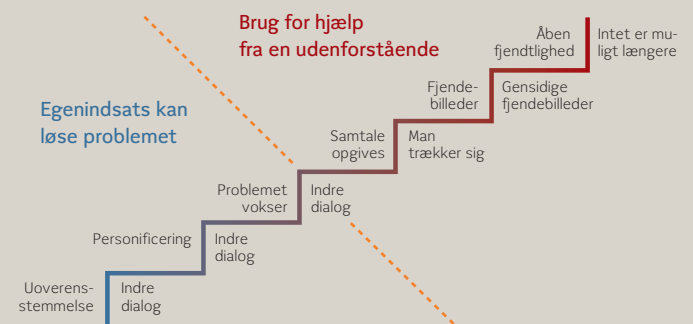 Brug for hjælp
fra en udenforstående
Åben
fjendtlighed
Intet er mu-
ligt længere
Fjende-
billeder
Gensidige
fjendebilleder
Egenindsats kan
løse problemet
Samtale
opgives
Man
trækker sig
Problemet
vokser
Indre
dialog
Personificering
Indre
dialog
Uoverens-
stemmelse
Indre
dialog